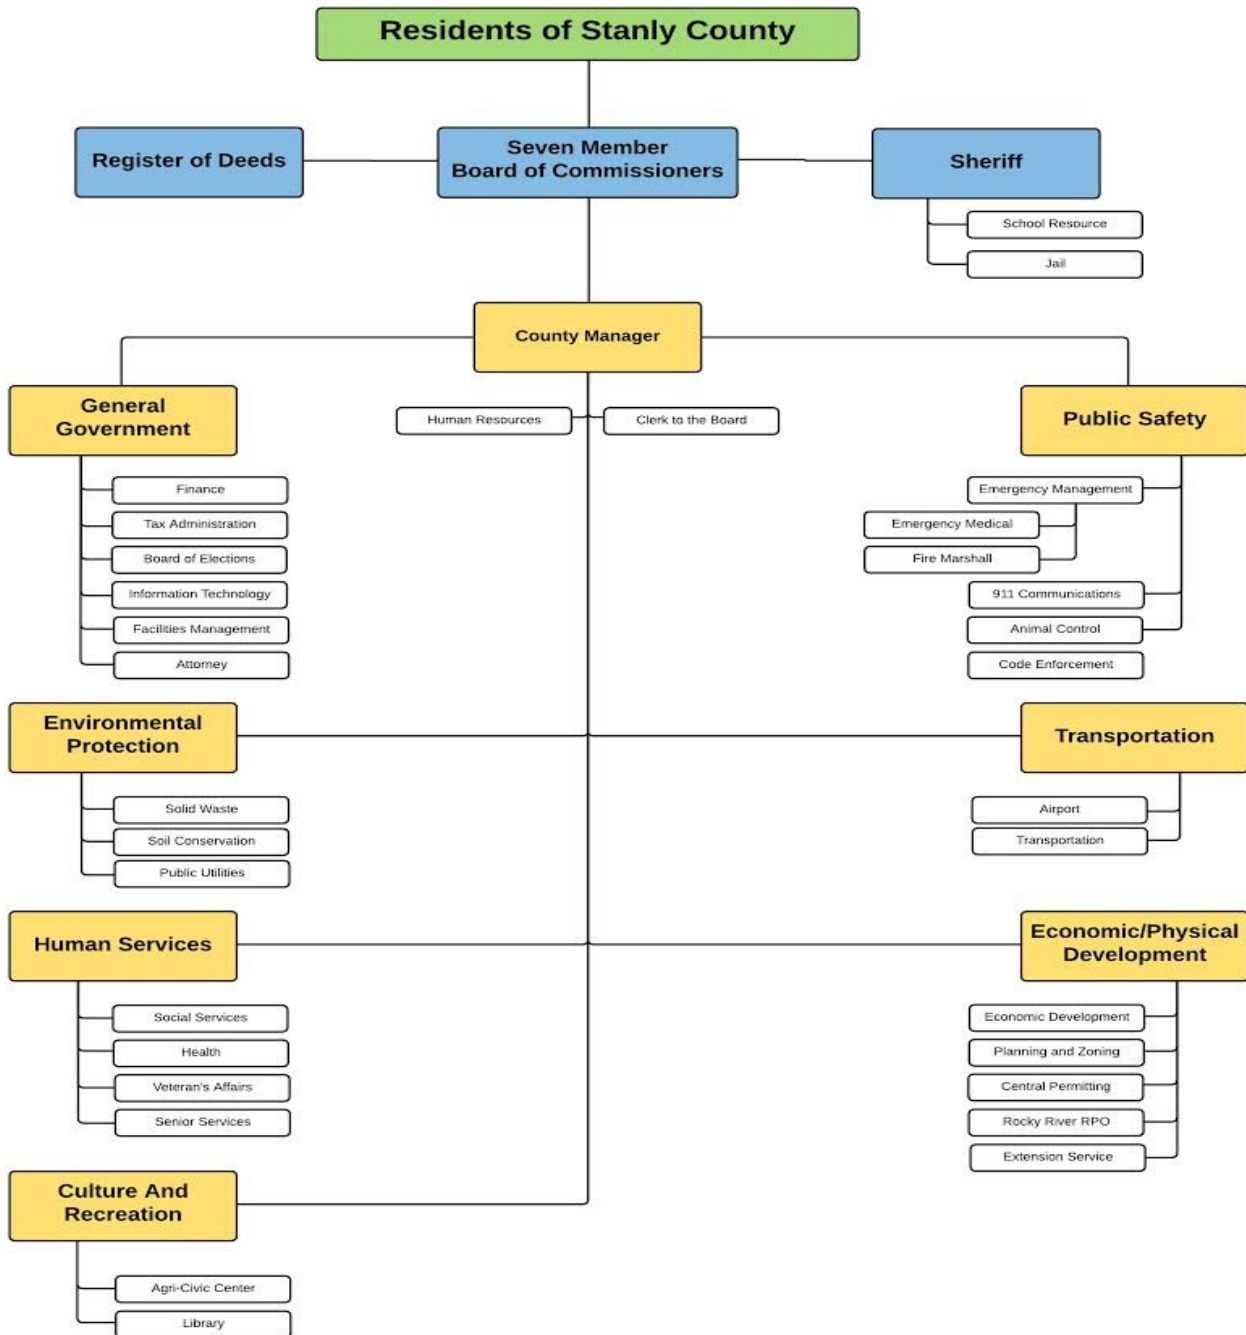 Residents of Stanly County
Register of Deeds
Seven Member
Board of Commissioners
Sheriff
School Resource
Jail
County Manager
Human Resources
Clerk to the Board
General
Government
Finance
Tax Administration
Board of Elections
Information Technology
Facilities Management
Attorney
Public Safety
Emergency Management
Emergency Medical
Fire Marshall
911 Communications
Animal Control
Code Enforcement
Environmental
Protection
Solid Waste
Soil Conservation
Public Utilities
Transportation
Airport
Transportation
Human Services
Social Services
Health
Veteran's Affairs
Senior Services
Economic/Physical
Development
Economic Development
Planning and Zoning
Central Permitting
Rocky River RPO
Extension Service
Culture And
Recreation
Agri-Civic Center
Library